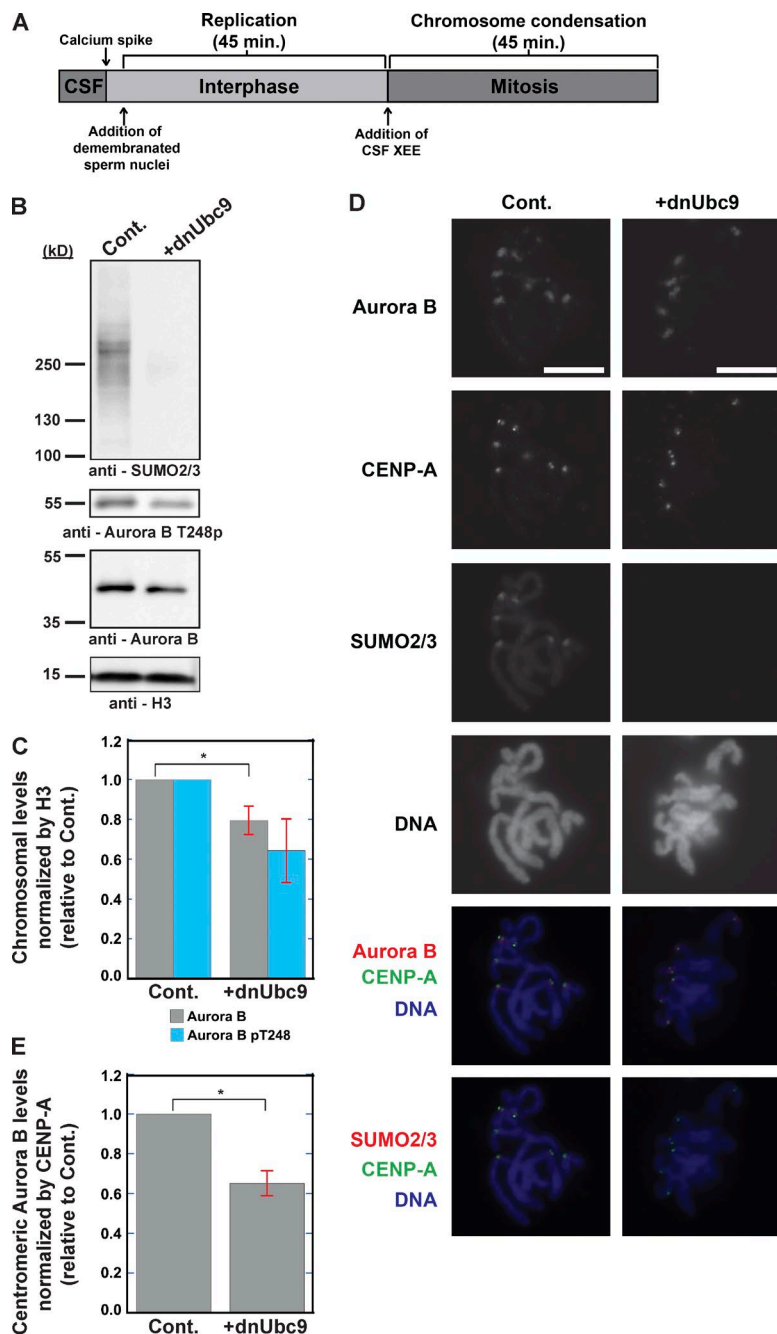 A
Replication
(45 min.)
Chromosome condensation
(45 min.)
Calcium spike
CSF
Interphase
Mitosis
Addition of
demembranated
sperm nuclei
Addition of
CSF XEE
B
Cont.
+dnUbc9
(kD)
250
130
100
anti - SUMO2/3
55
anti - Aurora B T248p
55
35
anti - Aurora B
15
anti - H3
C
Chromosomal levels
normalized by H3
(relative to Cont.)
1.2
1.0
0.8
0.6
0.4
0.2
0.0
*
Cont.
+dnUbc9
Aurora B
Aurora B pT248
E
Centromeric Aurora B levels
normalized by CENP-A
(relative to Cont.)
1.2
1.0
0.8
0.6
0.4
0.2
0.0
*
Cont.
+dnUbc9
D
Cont.
+dnUbc9
Aurora B
CENP-A
SUMO2/3
DNA
Aurora B
CENP-A
DNA
SUMO2/3
CENP-A
DNA